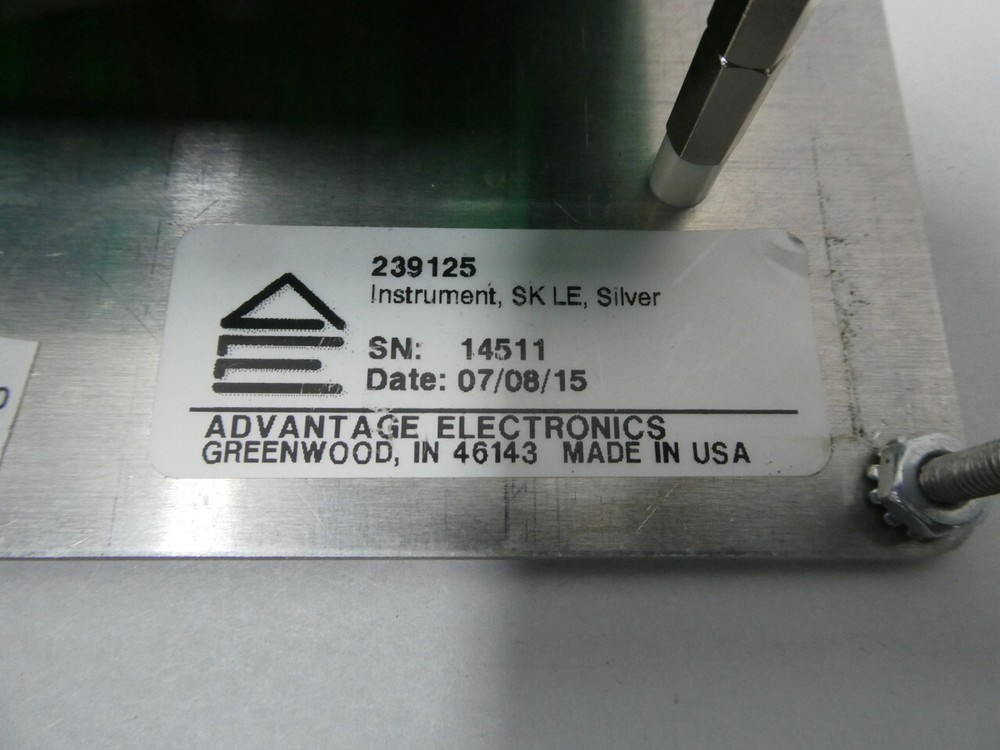 239125
Instrument, SK LE, Silver
SN: 14511
Date: 07/08/15
ADVANTAGE ELECTRONICS
GREENWOOD, IN 46143 MADE IN USA